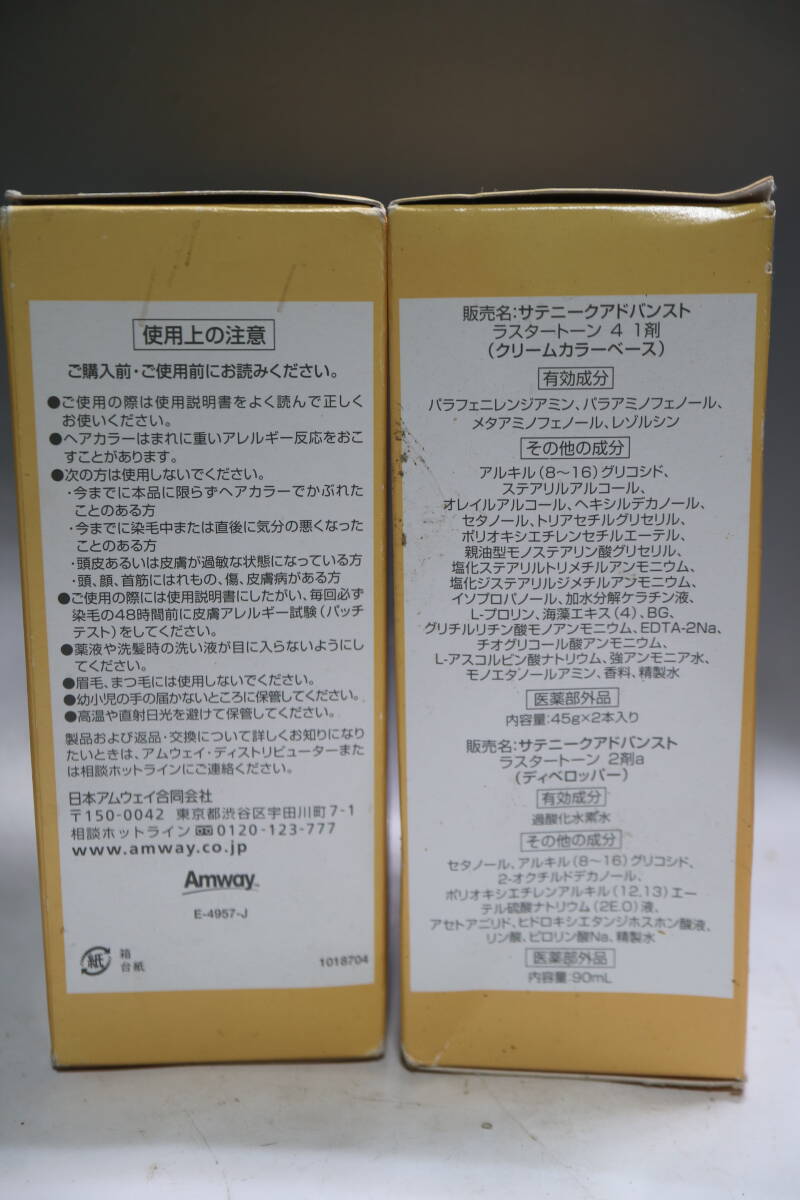 使用上の注意
ご購入前・ご使用前にお読みください。
●ご使用の際は使用説明書をよく読んで正しく
お使いください。
●ヘアカラーはまれに重いアレルギー反応をおこ
すことがあります。
●次の方は使用しないでください。
・今までに本品に限らずヘアカラーでかぶれた
ことのある方
・今までに染毛中または直後に気分の悪くなった
ことのある方
・頭皮あるいは皮膚が過敏な状態になっている方
・頭、顔、首筋にはれもの、傷、皮膚病がある方
●ご使用の際には使用説明書にしたがい、毎回必ず
染毛の48時間前に皮膚アレルギー試験(パッチ
テスト)をしてください。
●薬液や洗髪時の洗い液が目に入らないようにし
てください。
●眉毛、まつ毛には使用しないでください。
●幼小児の手の届かないところに保管してください。
●高温や直射日光を避けて保管してください。
製品および返品・交換について詳しくお知りになり
たいときは、アムウェイ・ディストリビューターまた
は相談ホットラインにご連絡ください。
日本アムウェイ合同会社
〒150-0042 東京都渋谷区宇田川町7-1
相談ホットライン 0120-123-777
www.amway.co.jp
Amway™
E-4957-J
紙 箱
台紙
1018704
販売名:サテニークアドバンスト
ラスタートーン 4 1剤
(クリームカラーベース)
有効成分
パラフェニレンジアミン、パラアミノフェノール、
メタアミノフェノール、レゾルシン
その他の成分
アルキル(8〜16)グリコシド、
ステアリルアルコール、
オレイルアルコール、ヘキシルデカノール、
セタノール、トリアセチルグリセリル、
ポリオキシエチレンセチルエーテル、
親油型モノステアリン酸グリセリル、
塩化ステアリルトリメチルアンモニウム、
塩化ジステアリルジメチルアンモニウム、
イソプロパノール、加水分解ケラチン液、
L-プロリン、海藻エキス(4)、BG、
グリチルリチン酸モノアンモニウム、EDTA-2Na、
チオグリコール酸アンモニウム、
L-アスコルビン酸ナトリウム、強アンモニア水、
モノエタノールアミン、香料、精製水
医薬部外品
内容量:45g×2本入り
販売名:サテニークアドバンスト
ラスタートーン 2剤a
(ディベロッパー)
有効成分
過酸化水素水
その他の成分
セタノール、アルキル(8〜16)グリコシド、
2-オクチルドデカノール、
ポリオキシエチレンアルキル(12,13)エー
テル硫酸ナトリウム(2E.O)液、
アセトアニリド、ヒドロキシエタンジホスホン酸液、
リン酸、ピロリン酸Na、精製水
医薬部外品
内容量:90mL